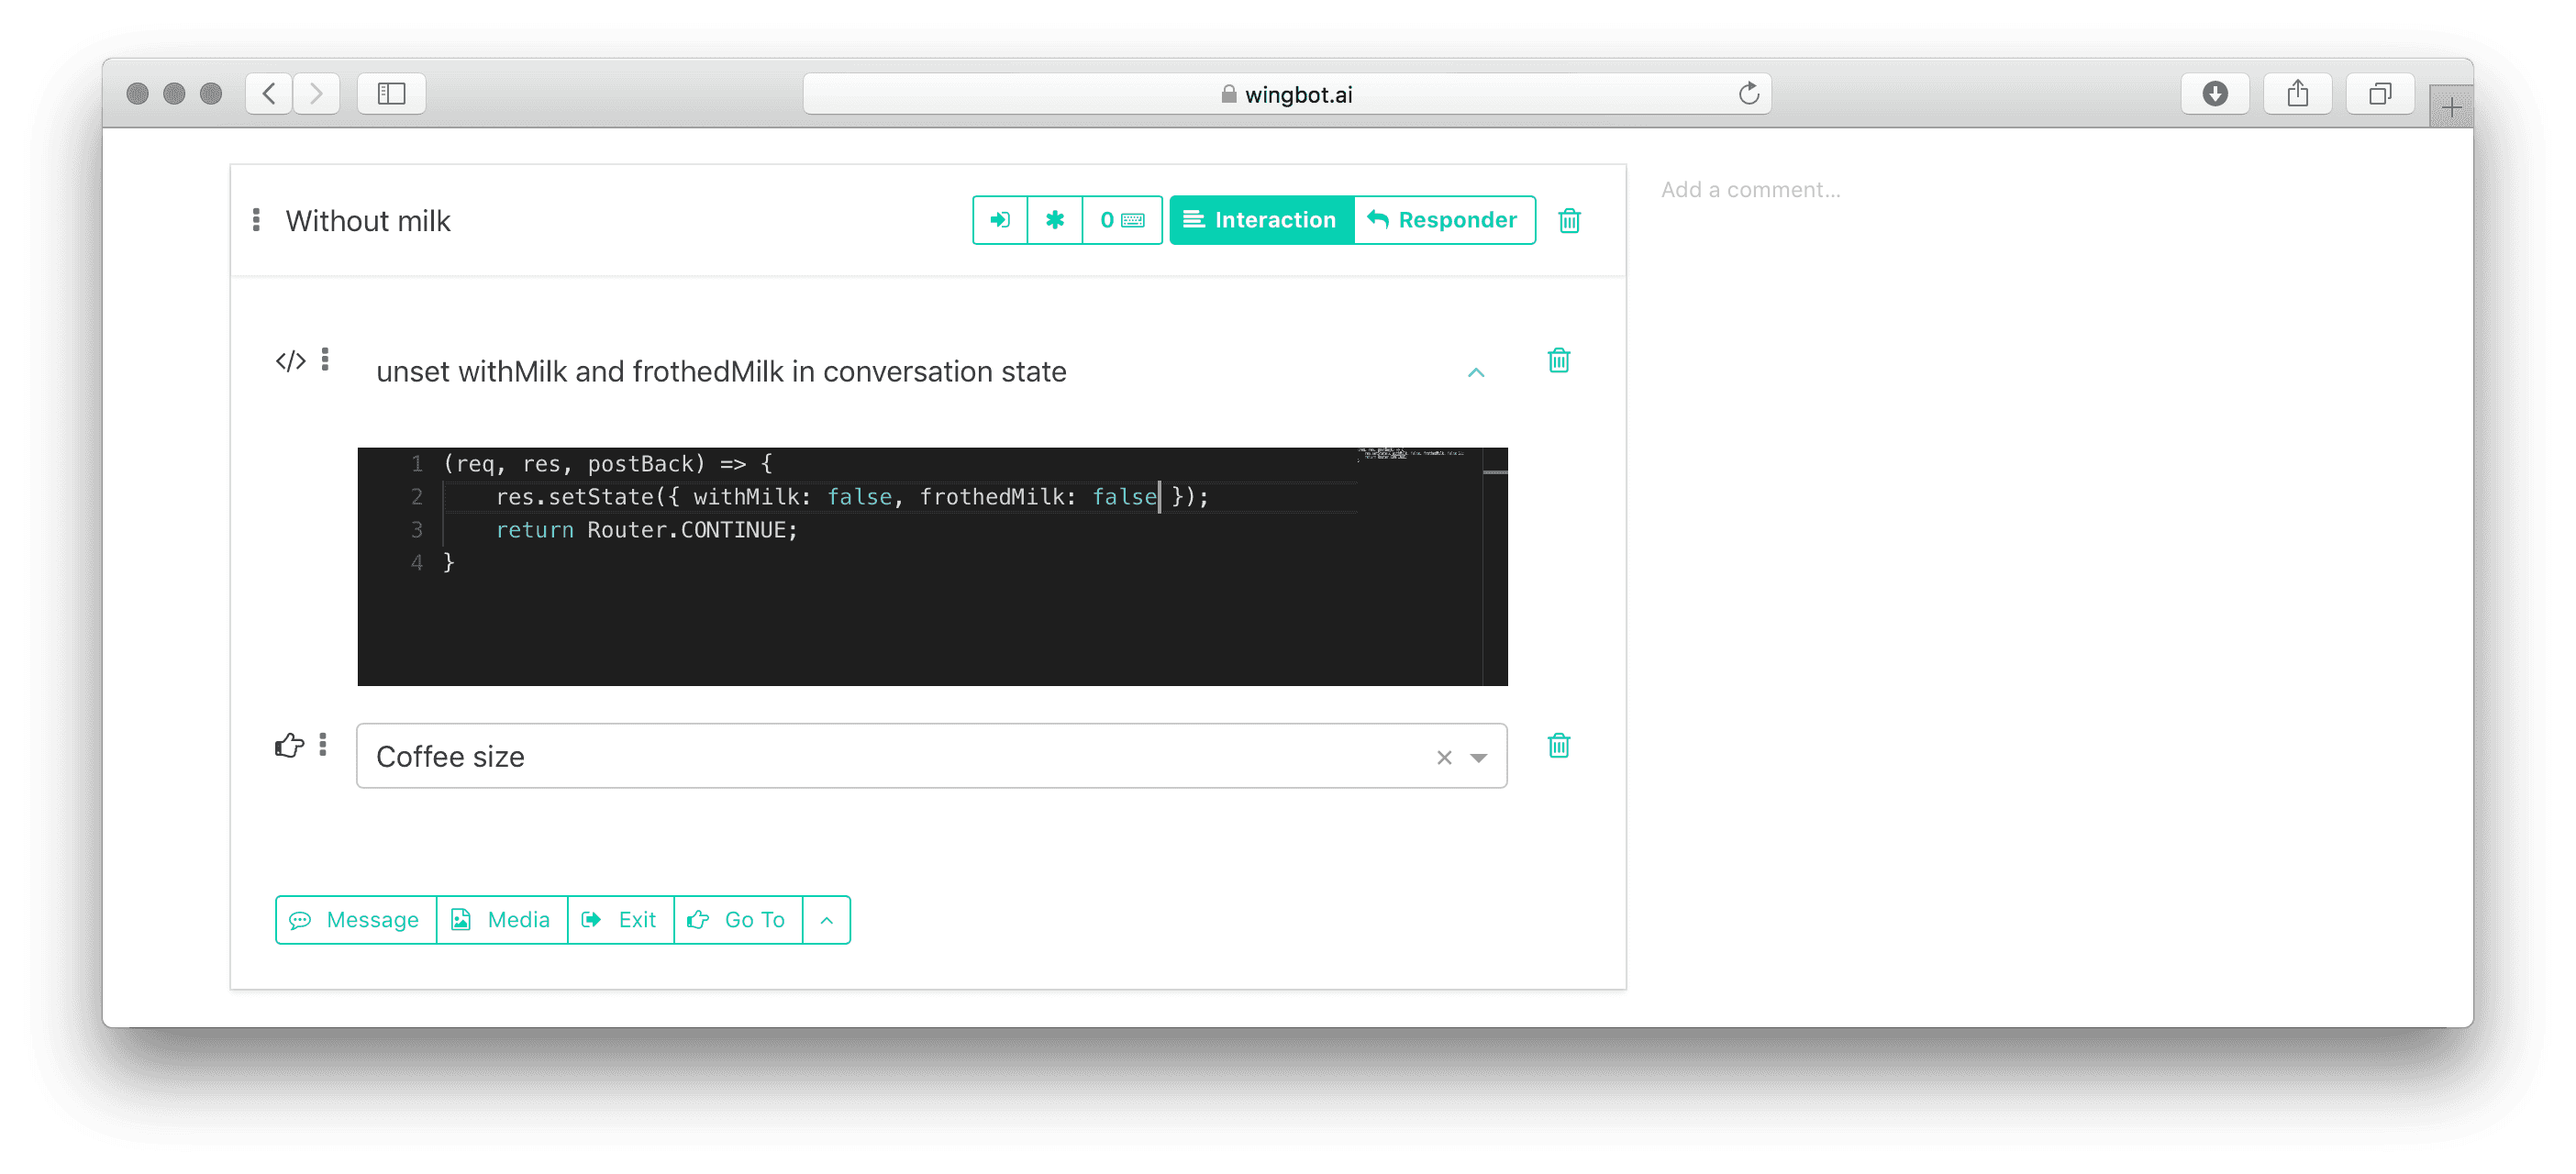 wingbot.ai
Without milk
0
Interaction
Responder
Add a comment...
unset withMilk and frothedMilk in conversation state
1 (req, res, postBack) => {
2 res.setState({ withMilk: false, frothedMilk: false });
3 return Router.CONTINUE;
4 }
Coffee size
Message
Media
Exit
Go To